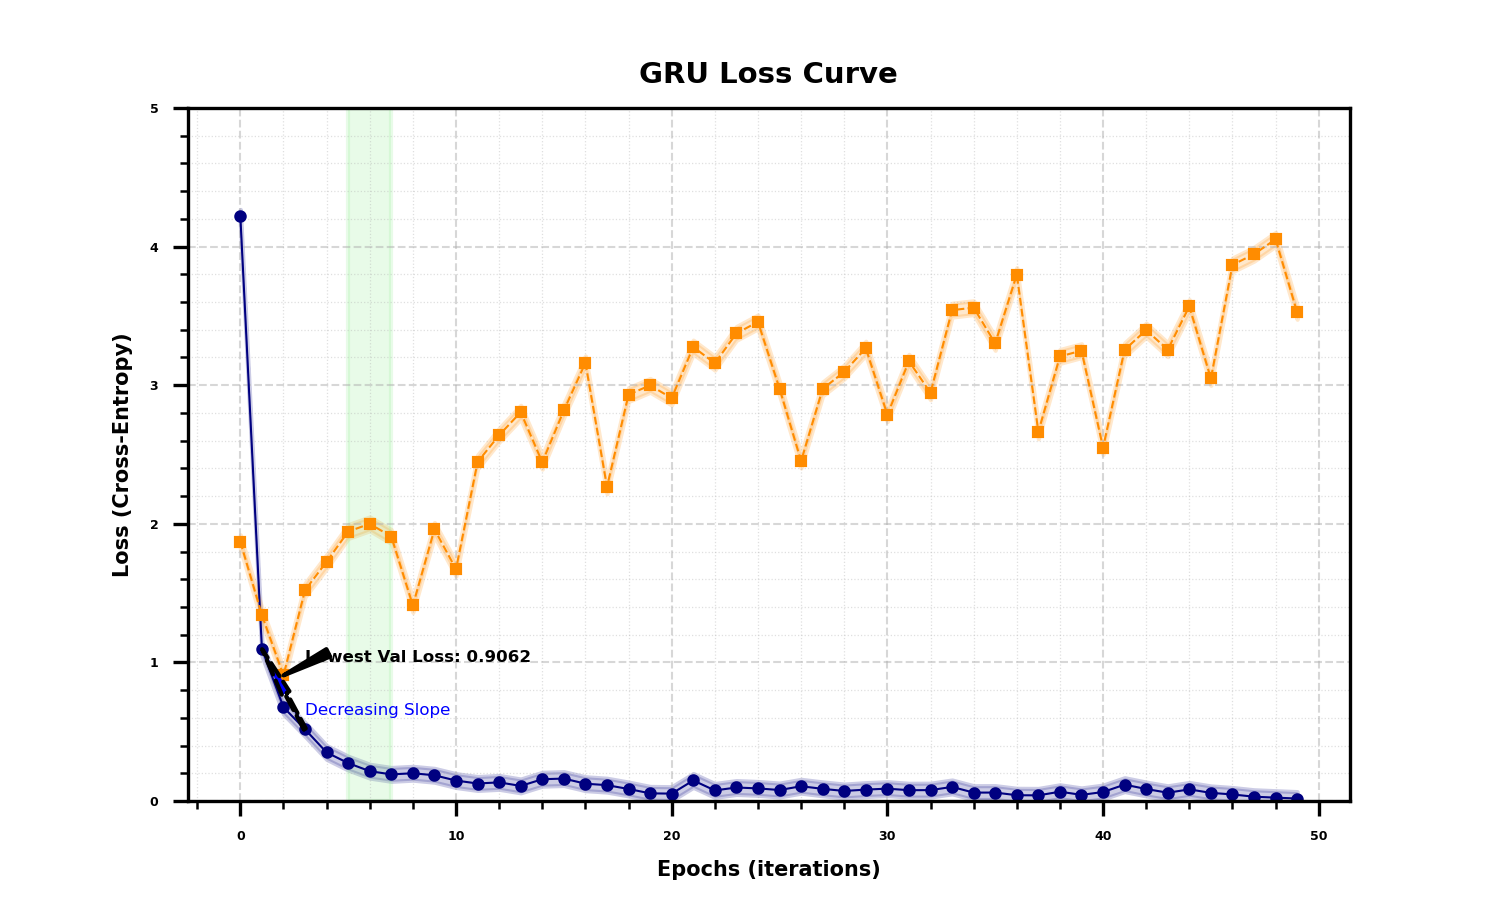 GRU Loss Curve
Loss (Cross-Entropy)
5
4
3
2
1
0
Lowest Val Loss: 0.9062
Decreasing Slope
0 10 20 30 40 50
Epochs (iterations)